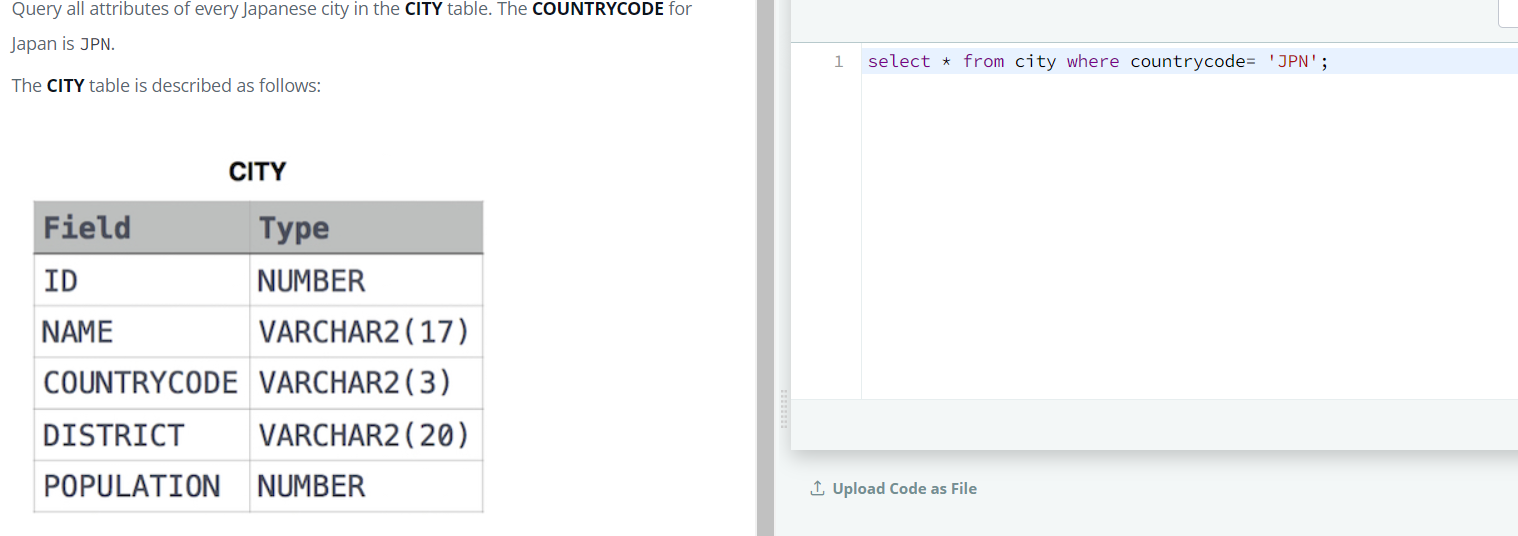 Query all attributes of every Japanese city in the CITY table. The COUNTRYCODE for
Japan is JPN.
The CITY table is described as follows:
CITY
Field Type
ID NUMBER
NAME VARCHAR2(17)
COUNTRYCODE VARCHAR2(3)
DISTRICT VARCHAR2(20)
POPULATION NUMBER
1 select * from city where countrycode= 'JPN';
Upload Code as File